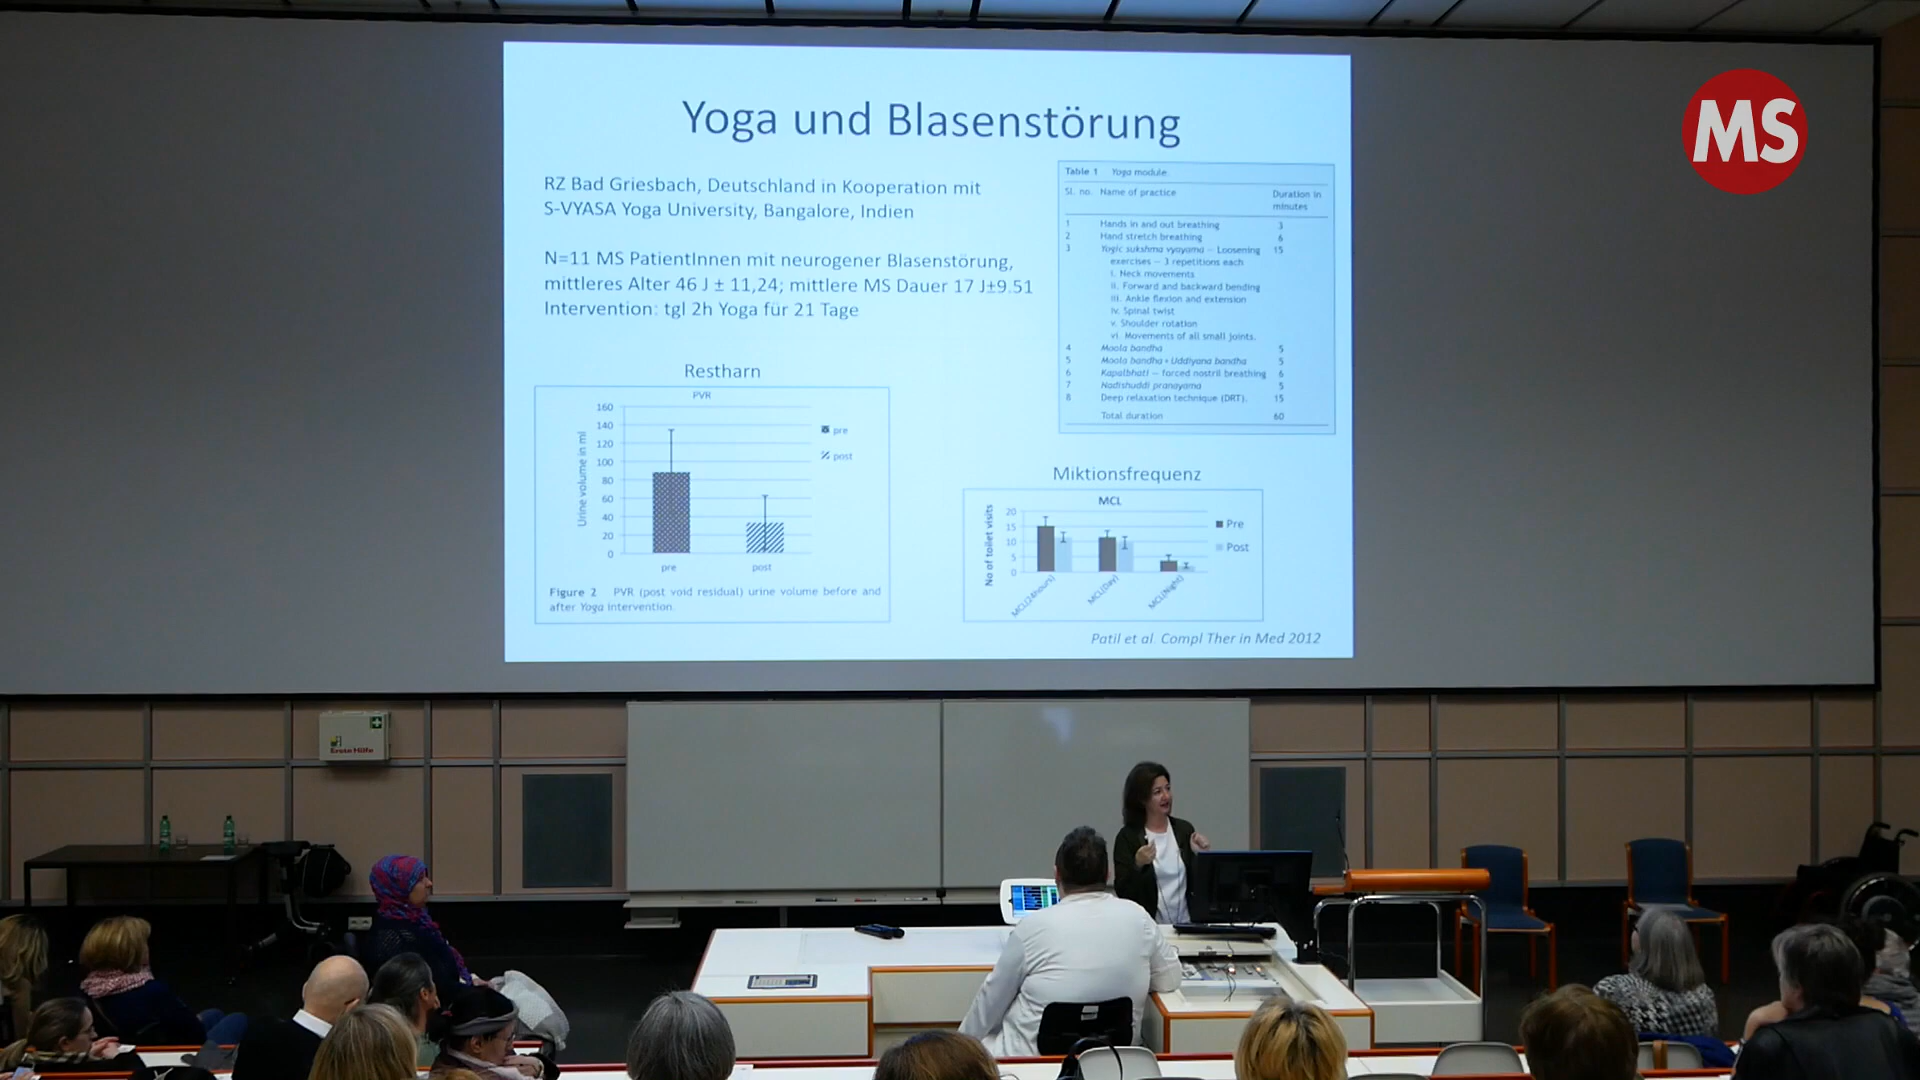 Yoga und Blasenstörung
MS
RZ Bad Griesbach, Deutschland in Kooperation mit
S-VYASA Yoga University, Bangalore, Indien
N=11 MS PatientInnen mit neurogener Blasenstörung,
mittleres Alter 46 J ± 11,24; mittlere MS Dauer 17 J±9.51
Intervention: tgl 2h Yoga für 21 Tage
Table 1 Yoga module.
Sl. no. Name of practice Duration in
minutes
1 Hands in and out breathing 3
2 Hand stretch breathing 6
3 Yogic sukshma vyayama — Loosening 15
exercises — 3 repetitions each
i. Neck movements
ii. Forward and backward bending
iii. Ankle flexion and extension
iv. Spinal twist
v. Shoulder rotation
vi. Movements of all small joints.
4 Moola bandha 5
5 Moola bandha + Uddiyana bandha 5
6 Kapalbhati — forced nostril breathing 6
7 Nadishuddi pranayama 5
8 Deep relaxation technique (DRT). 15
Total duration 60
Restharn
PVR
Urine volume in ml
160
140
120
100
80
60
40
20
0
pre
post
pre post
Figure 2 PVR (post void residual) urine volume before and
after Yoga intervention.
Miktionsfrequenz
MCL
No of toilet visits
20
15
10
5
0
Pre
Post
MCL(24hours) MCL(Day) MCL(Night)
Patil et al. Compl Ther in Med 2012
Erste Hilfe